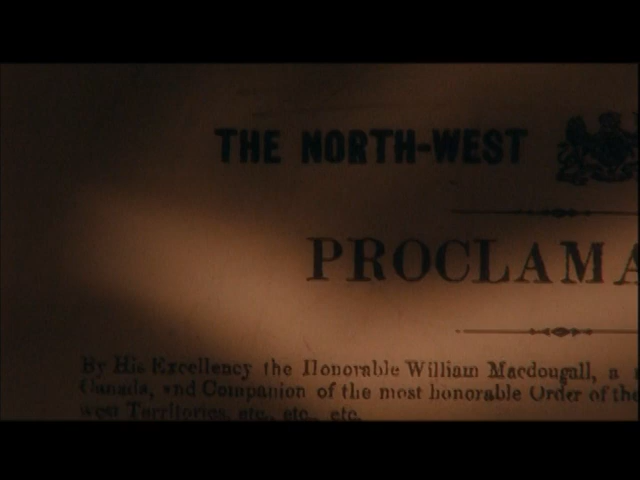 THE NORTH-WEST
PROCLAMA
By His Excellency the Honorable William Macdougall, a
Canada, and Companion of the most honorable Order of the
west Territories, etc., etc., etc.